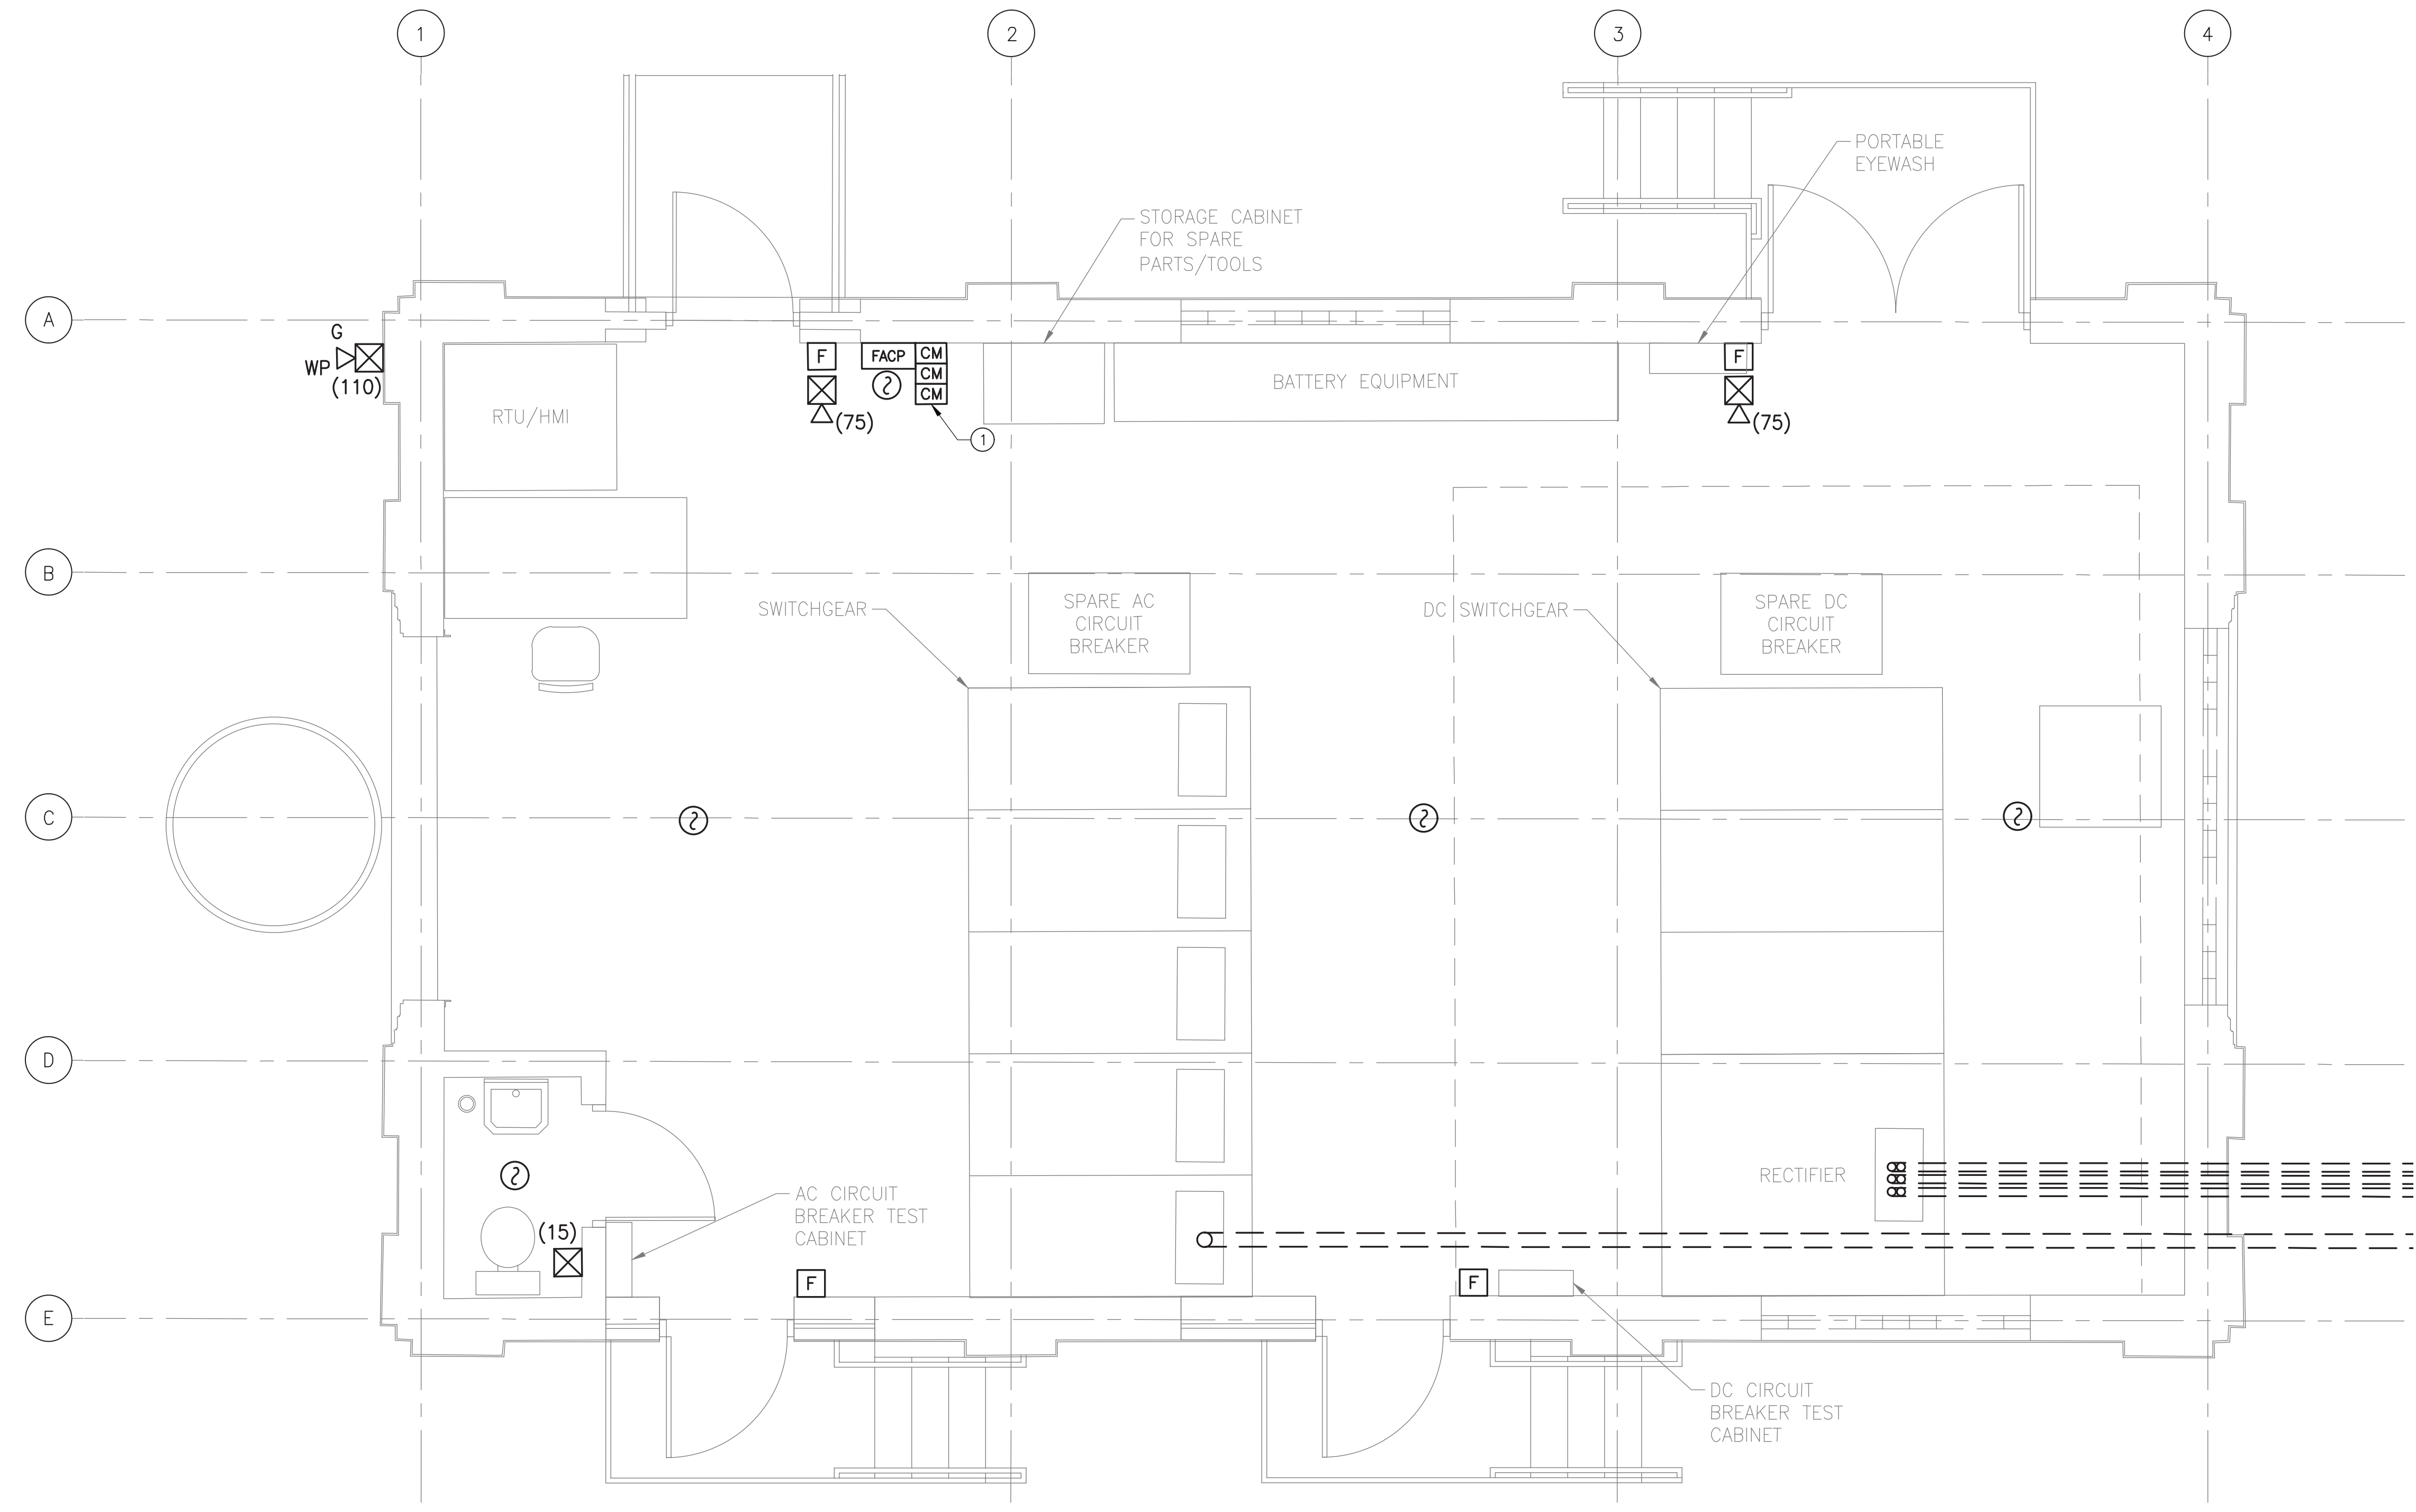 1
2
3
4
PORTABLE
EYEWASH
STORAGE CABINET
FOR SPARE
PARTS/TOOLS
A
G
WP
(110)
F
FACP
CM
CM
CM
F
RTU/HMI
(75)
1
BATTERY EQUIPMENT
(75)
B
SWITCHGEAR
SPARE AC
CIRCUIT
BREAKER
DC SWITCHGEAR
SPARE DC
CIRCUIT
BREAKER
C
D
RECTIFIER
AC CIRCUIT
BREAKER TEST
CABINET
(15)
F
F
E
DC CIRCUIT
BREAKER TEST
CABINET